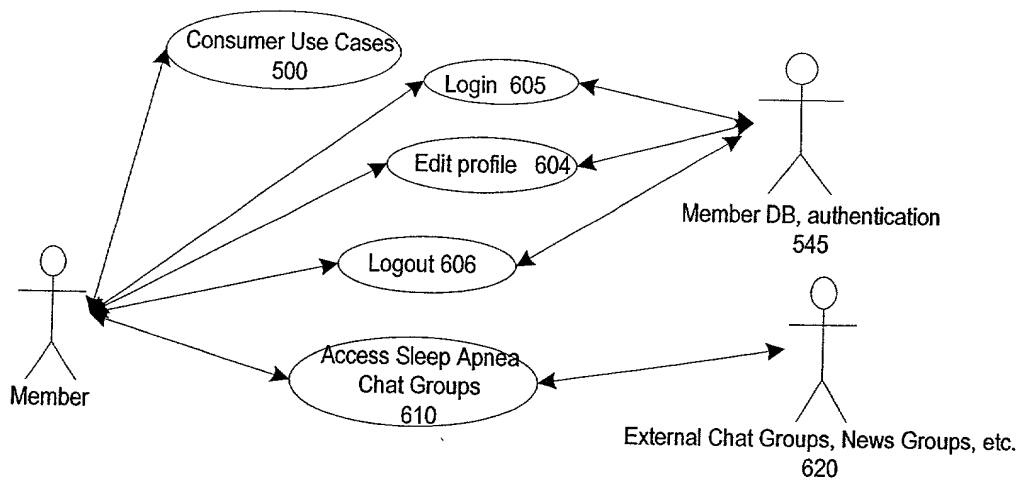 Consumer Use Cases
500
Login 605
Edit profile 604
Member DB, authentication
545
Logout 606
Member
Access Sleep Apnea
Chat Groups
610
External Chat Groups, News Groups, etc.
620